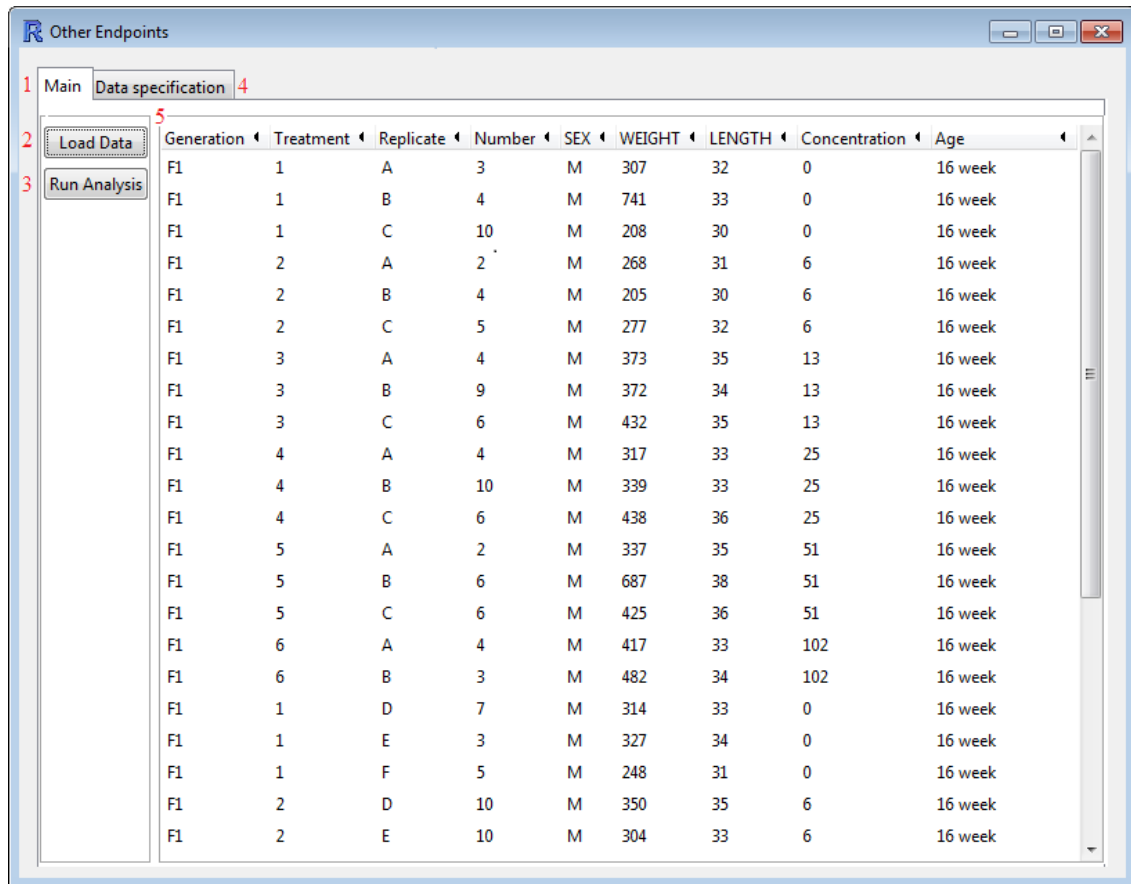 Other Endpoints
1 Main Data specification 4
5
2 Load Data
3 Run Analysis
Generation Treatment Replicate Number SEX WEIGHT LENGTH Concentration Age
F1 1 A 3 M 307 32 0 16 week
F1 1 B 4 M 741 33 0 16 week
F1 1 C 10 M 208 30 0 16 week
F1 2 A 2 M 268 31 6 16 week
F1 2 B 4 M 205 30 6 16 week
F1 2 C 5 M 277 32 6 16 week
F1 3 A 4 M 373 35 13 16 week
F1 3 B 9 M 372 34 13 16 week
F1 3 C 6 M 432 35 13 16 week
F1 4 A 4 M 317 33 25 16 week
F1 4 B 10 M 339 33 25 16 week
F1 4 C 6 M 438 36 25 16 week
F1 5 A 2 M 337 35 51 16 week
F1 5 B 6 M 687 38 51 16 week
F1 5 C 6 M 425 36 51 16 week
F1 6 A 4 M 417 33 102 16 week
F1 6 B 3 M 482 34 102 16 week
F1 1 D 7 M 314 33 0 16 week
F1 1 E 3 M 327 34 0 16 week
F1 1 F 5 M 248 31 0 16 week
F1 2 D 10 M 350 35 6 16 week
F1 2 E 10 M 304 33 6 16 week